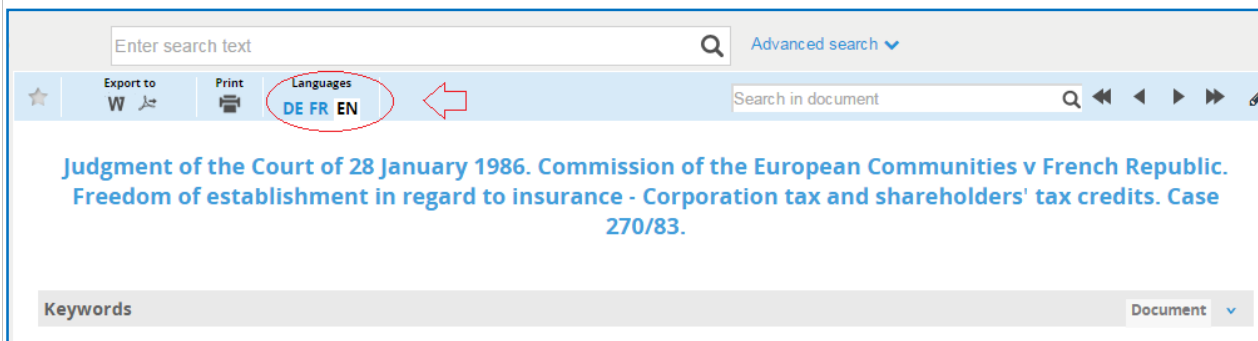 Enter search text
Advanced search
Export to
Print
Languages
W
DE FR EN
Search in document
Judgment of the Court of 28 January 1986. Commission of the European Communities v French Republic.
Freedom of establishment in regard to insurance - Corporation tax and shareholders' tax credits. Case
270/83.
Keywords
Document